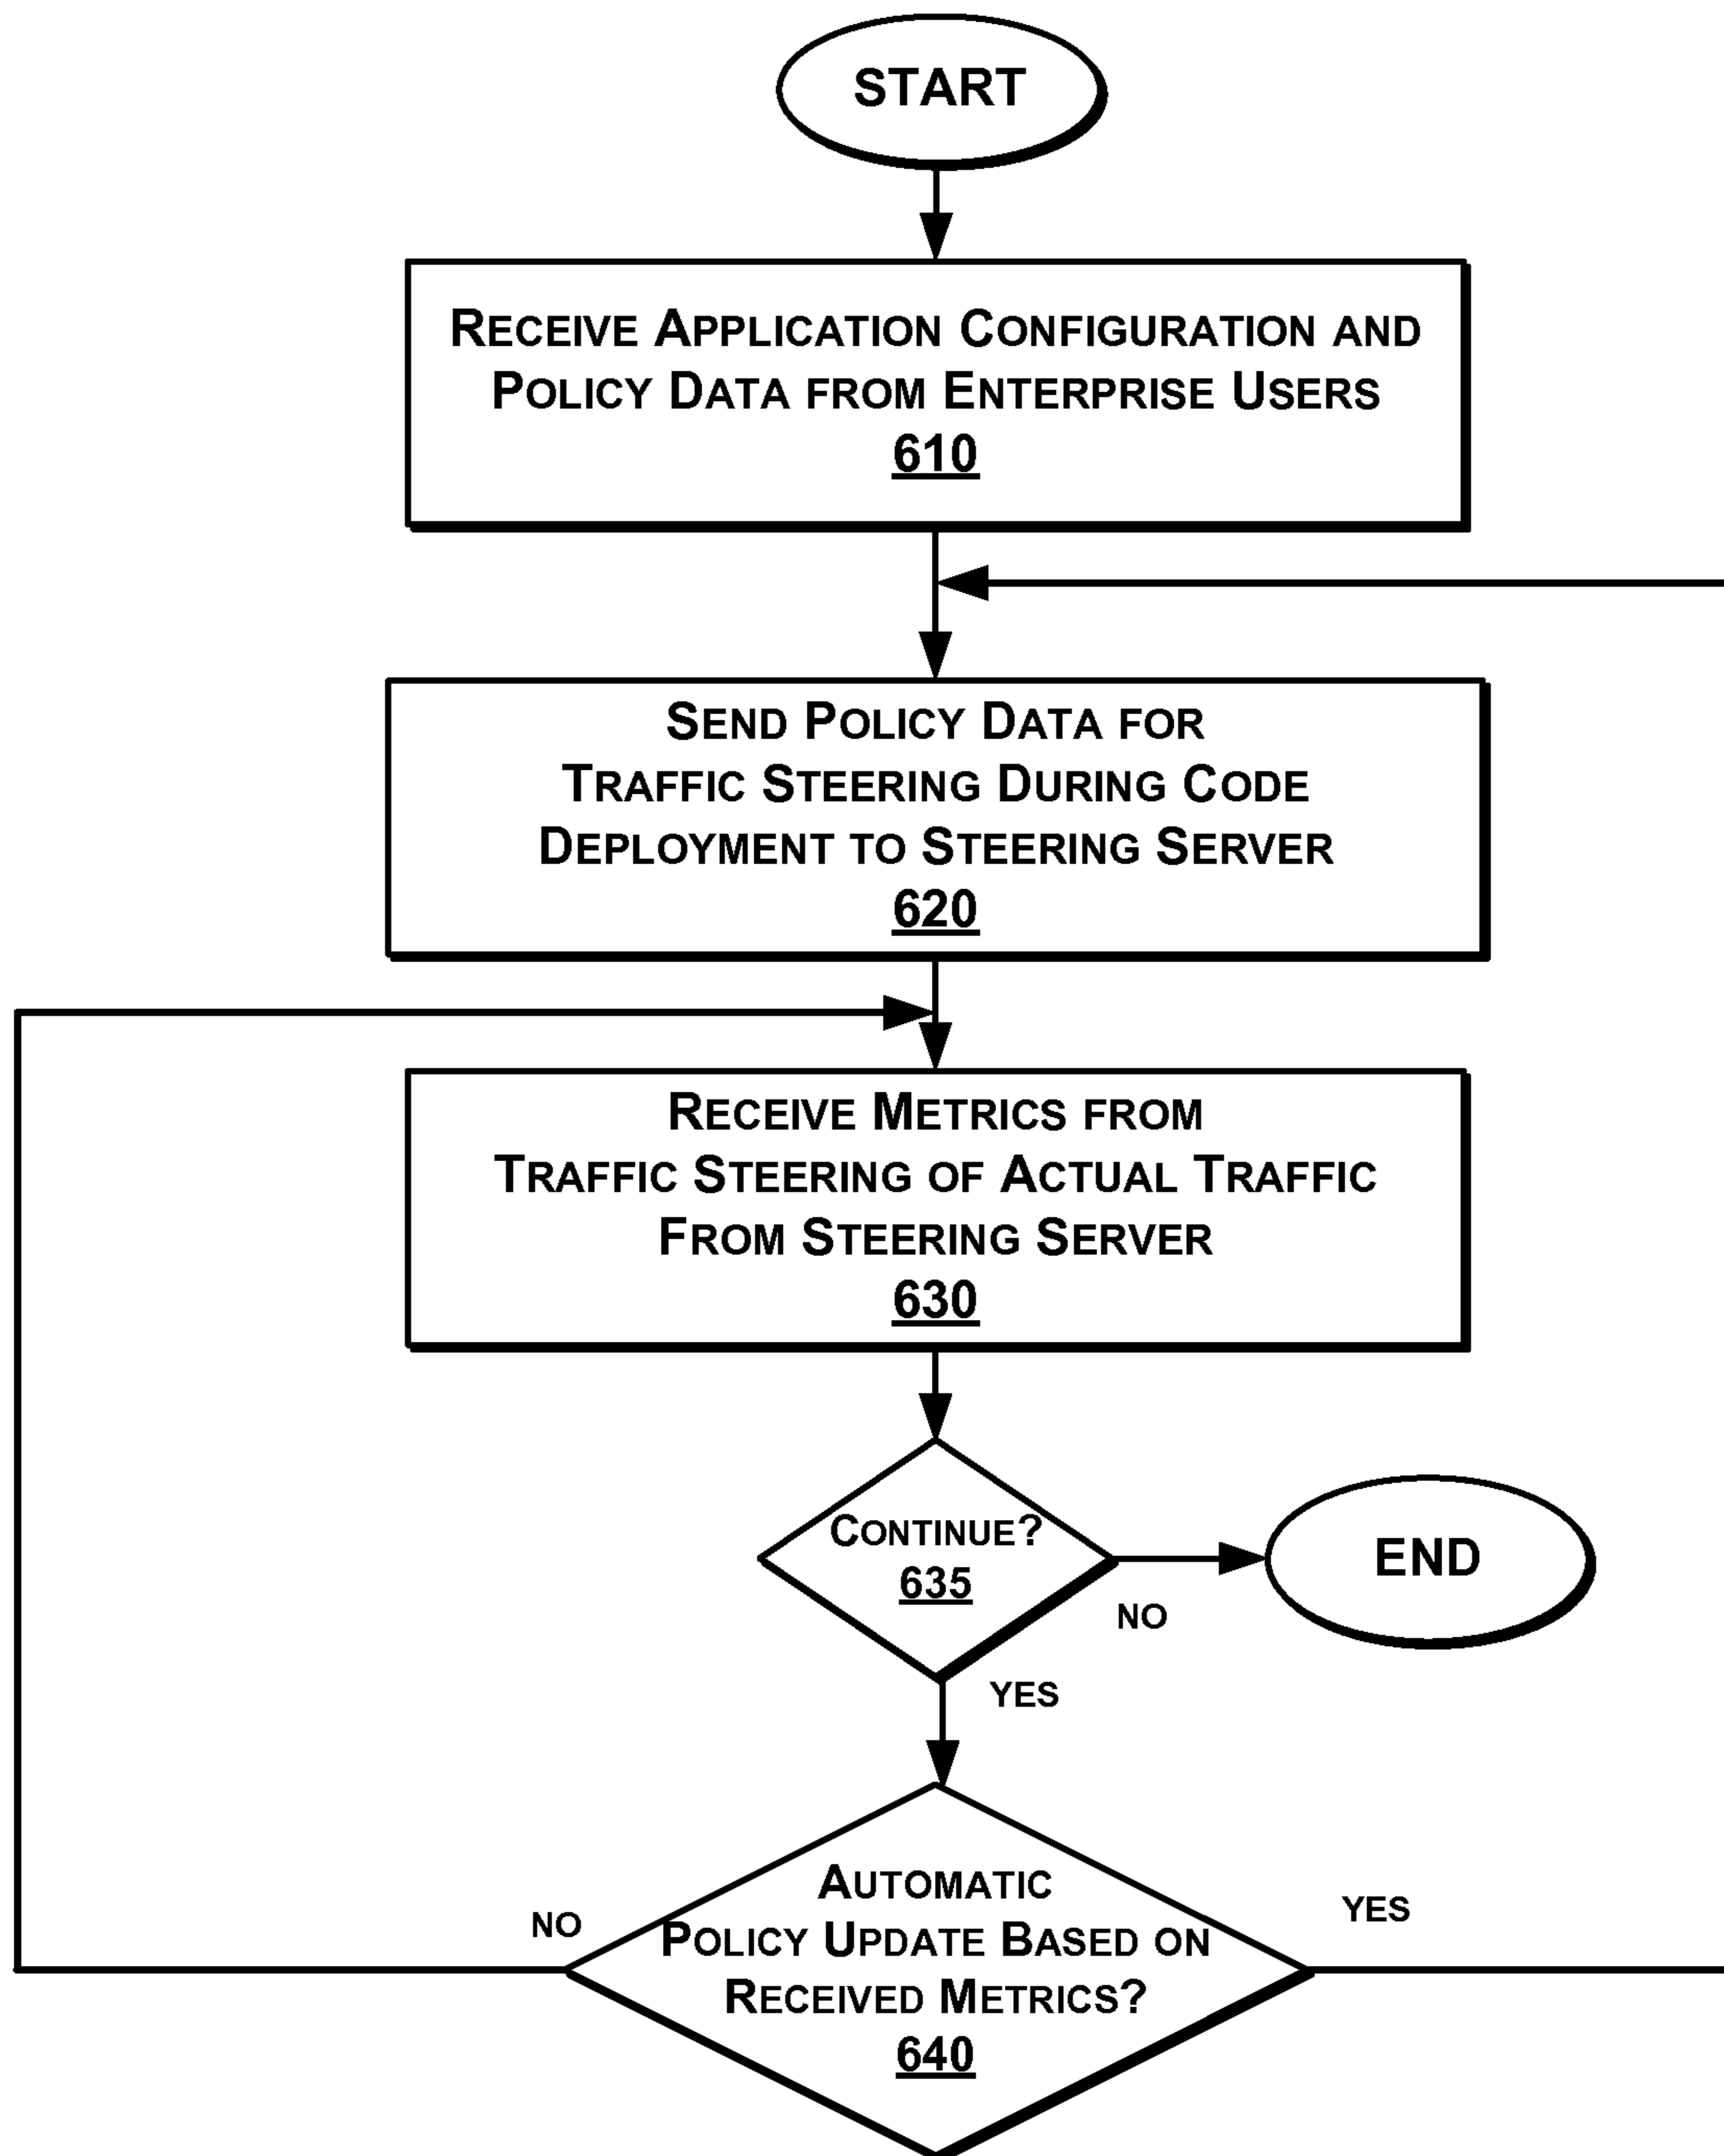 START
RECEIVE APPLICATION CONFIGURATION AND
POLICY DATA FROM ENTERPRISE USERS
610
SEND POLICY DATA FOR
TRAFFIC STEERING DURING CODE
DEPLOYMENT TO STEERING SERVER
620
RECEIVE METRICS FROM
TRAFFIC STEERING OF ACTUAL TRAFFIC
FROM STEERING SERVER
630
CONTINUE?
635
END
NO
YES
AUTOMATIC
POLICY UPDATE BASED ON
RECEIVED METRICS?
640
NO
YES